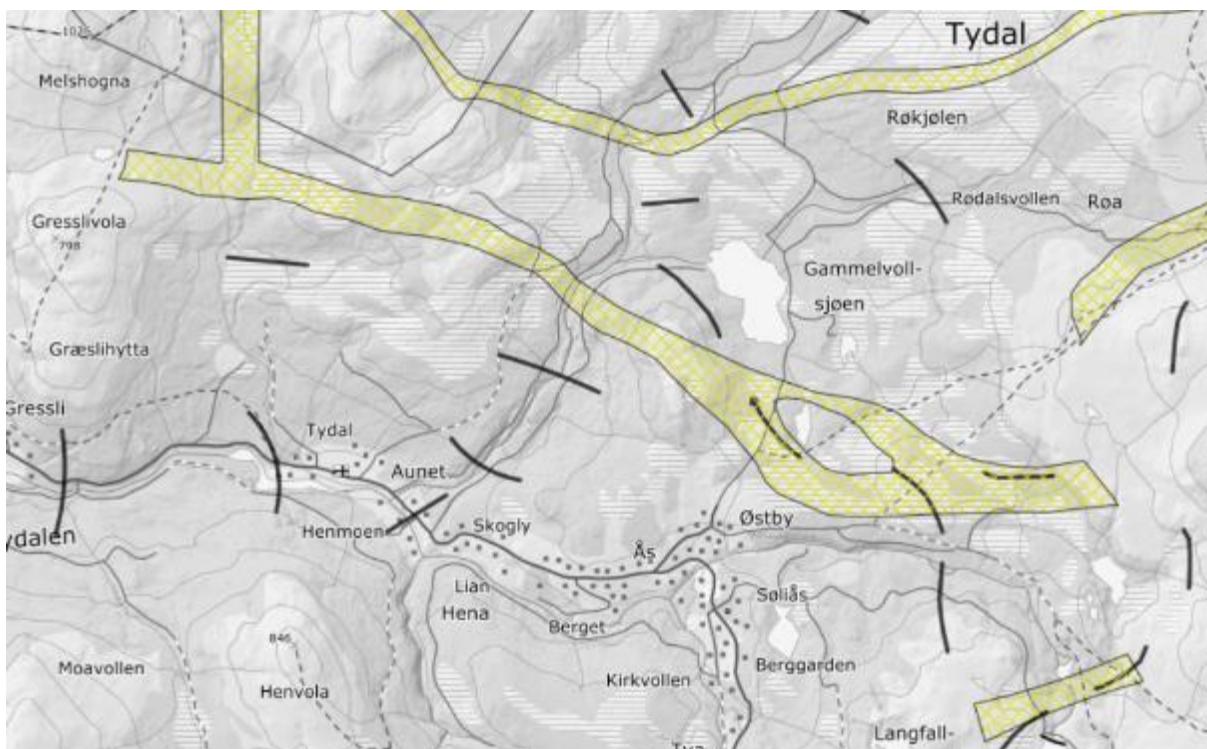 1025
Tydal
Melshogna
Røkjølen
Rødalsvollen
Røa
Gresslivola
798
Gammelvoll-
sjøen
Græslihytta
Gressli
Tydal
Aunet
Henmoen
Skogly
Østby
ydalen
Ås
Lian
Søliås
Hena
Berget
846
Moavollen
Henvola
Kirkvollen
Berggarden
Langfall-